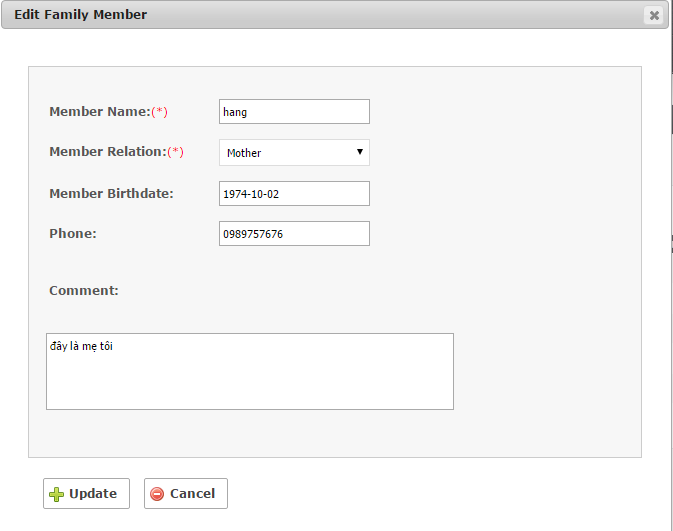 Edit Family Member
Member Name:(*) hang
Member Relation:(*) Mother
Member Birthdate: 1974-10-02
Phone: 0989757676
Comment:
đây là mẹ tôi
Update Cancel